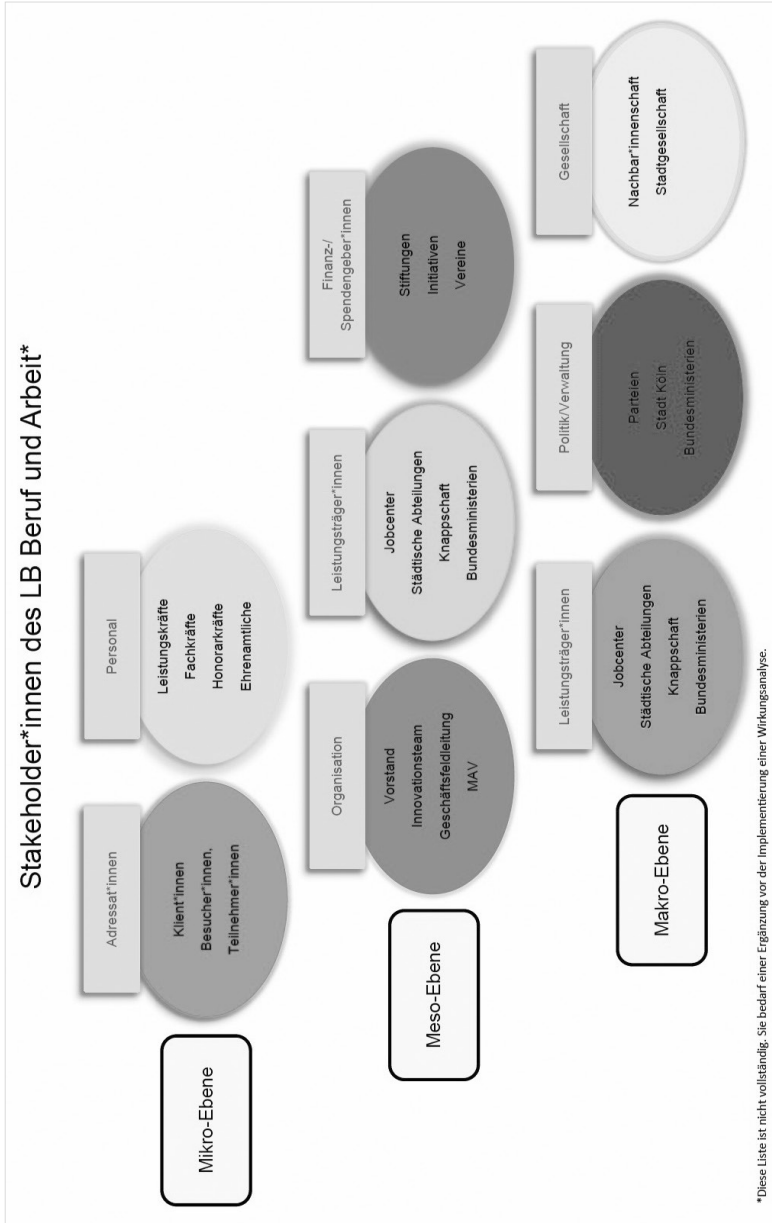 Stakeholder*innen des LB Beruf und Arbeit*
Mikro-Ebene
Adressat*innen
Klient*innen
Besucher*innen,
Teilnehmer*innen
Personal
Leistungskräfte
Fachkräfte
Honorarkräfte
Ehrenamtliche
Meso-Ebene
Organisation
Vorstand
Innovationsteam
Geschäftsfeldleitung
MAV
Leistungsträger*innen
Jobcenter
Städtische Abteilungen
Knappschaft
Bundesministerien
Finanz-/
Spendengeber*innen
Stiftungen
Initiativen
Vereine
Makro-Ebene
Leistungsträger*innen
Jobcenter
Städtische Abteilungen
Knappschaft
Bundesministerien
Politik/Verwaltung
Parteien
Stadt Köln
Bundesministerien
Gesellschaft
Nachbar*innenschaft
Stadtgesellschaft
*Diese Liste ist nicht vollständig. Sie bedarf einer Ergänzung vor der Implementierung einer Wirkungsanalyse.